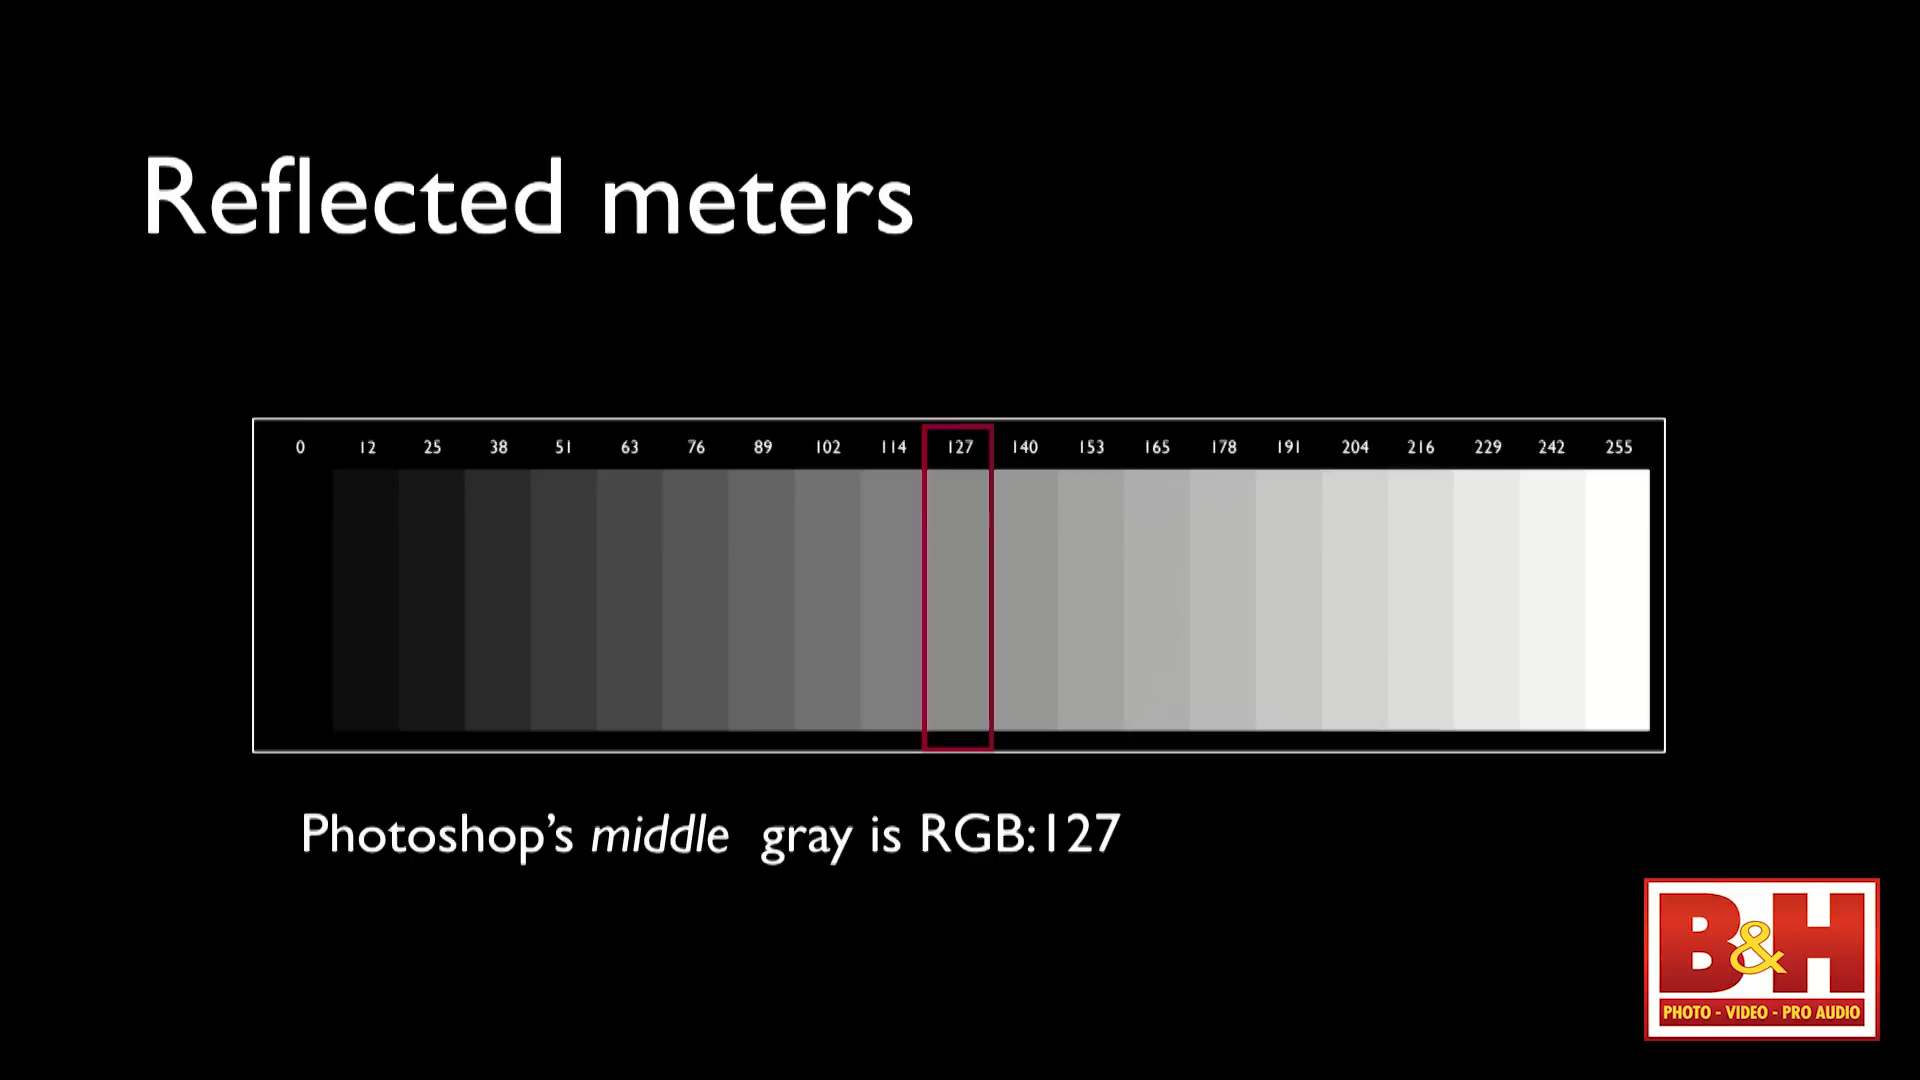 Reflected meters
0 12 25 38 51 63 76 89 102 114 127 140 153 165 178 191 204 216 229 242 255
Photoshop’s middle gray is RGB:127
B&H
PHOTO - VIDEO - PRO AUDIO